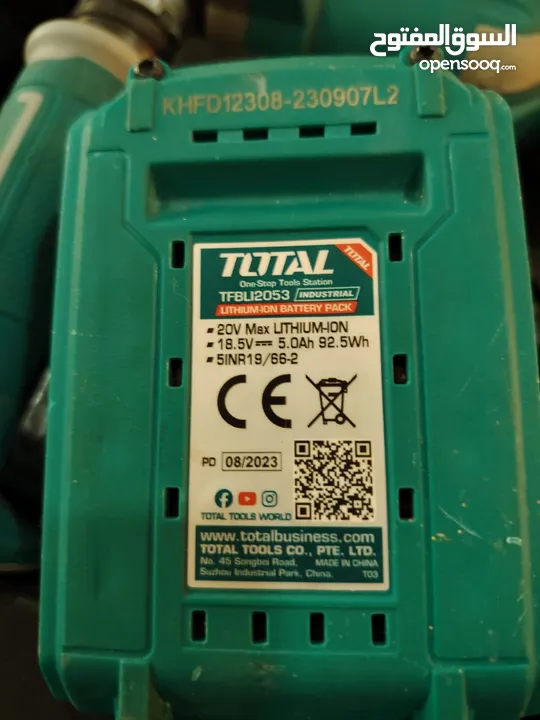 السوق المفتوح
opensooq.com
KHFD12308-230907L2
TOTAL
TOTAL
One-Stop Tools Station
TFBLI2053 INDUSTRIAL
LITHIUM-ION BATTERY PACK
20V Max LITHIUM-ION
18.5V⎓ 5.0Ah 92.5Wh
5INR19/66-2
CE
PD 08/2023
TOTAL TOOLS WORLD
www.totalbusiness.com
TOTAL TOOLS CO., PTE. LTD.
No. 45 Songbei Road, MADE IN CHINA
Suzhou Industrial Park, China. T03